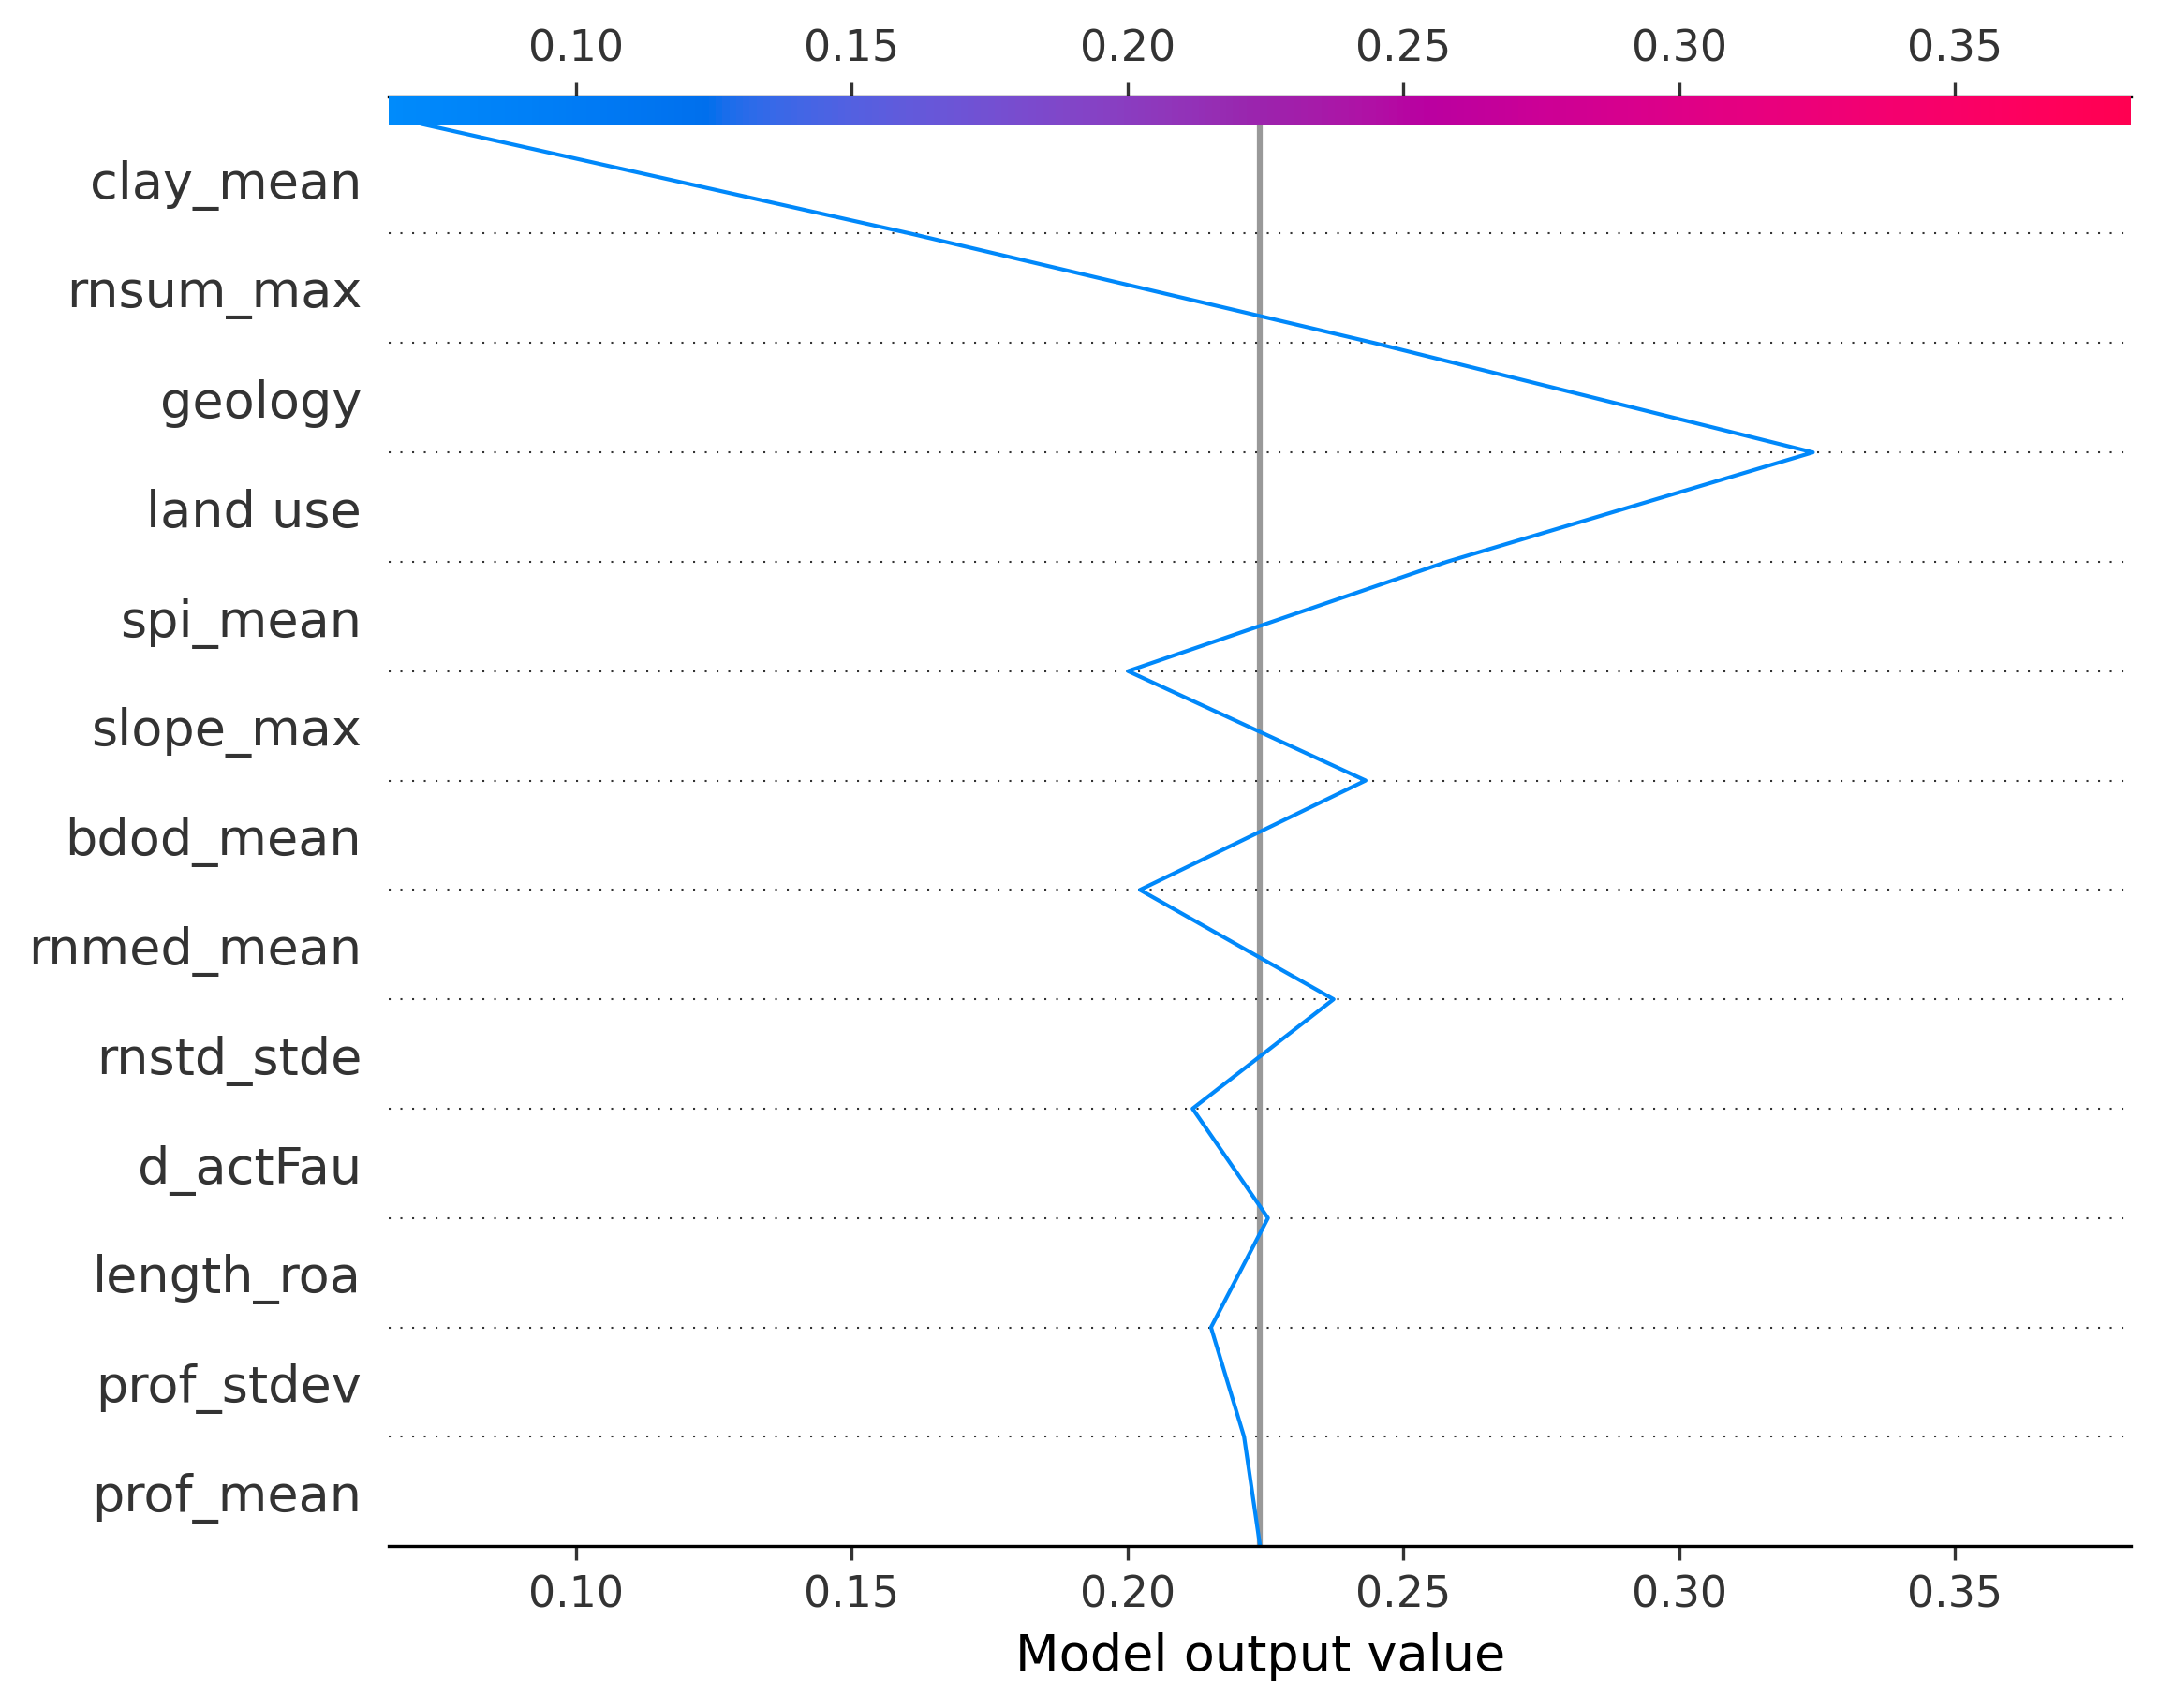 0.10 0.15 0.20 0.25 0.30 0.35
clay_mean
rnsum_max
geology
land use
spi_mean
slope_max
bdod_mean
rnmed_mean
rnstd_stde
d_actFau
length_roa
prof_stdev
prof_mean
0.10 0.15 0.20 0.25 0.30 0.35
Model output value